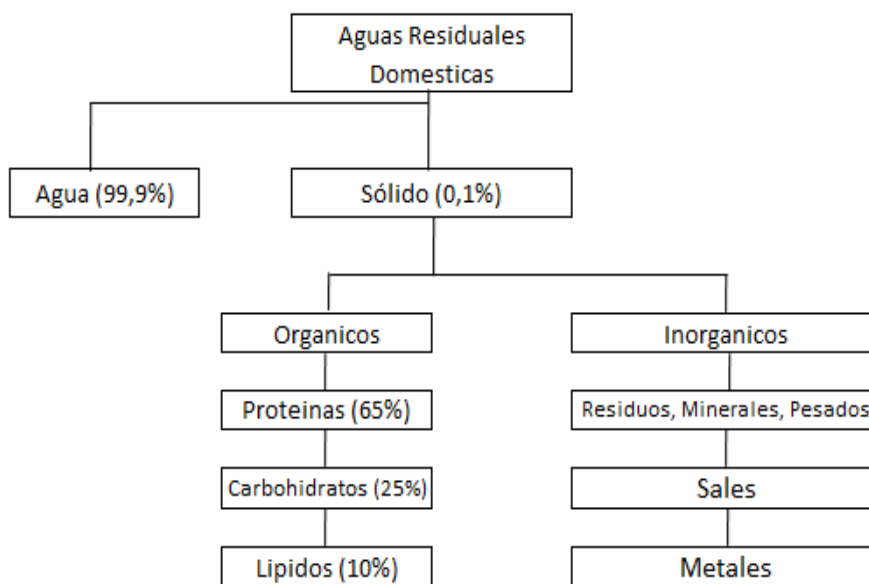 Aguas Residuales
Domesticas
Agua (99,9%)
Sólido (0,1%)
Organicos
Inorganicos
Proteinas (65%)
Residuos, Minerales, Pesados
Carbohidratos (25%)
Sales
Lipidos (10%)
Metales